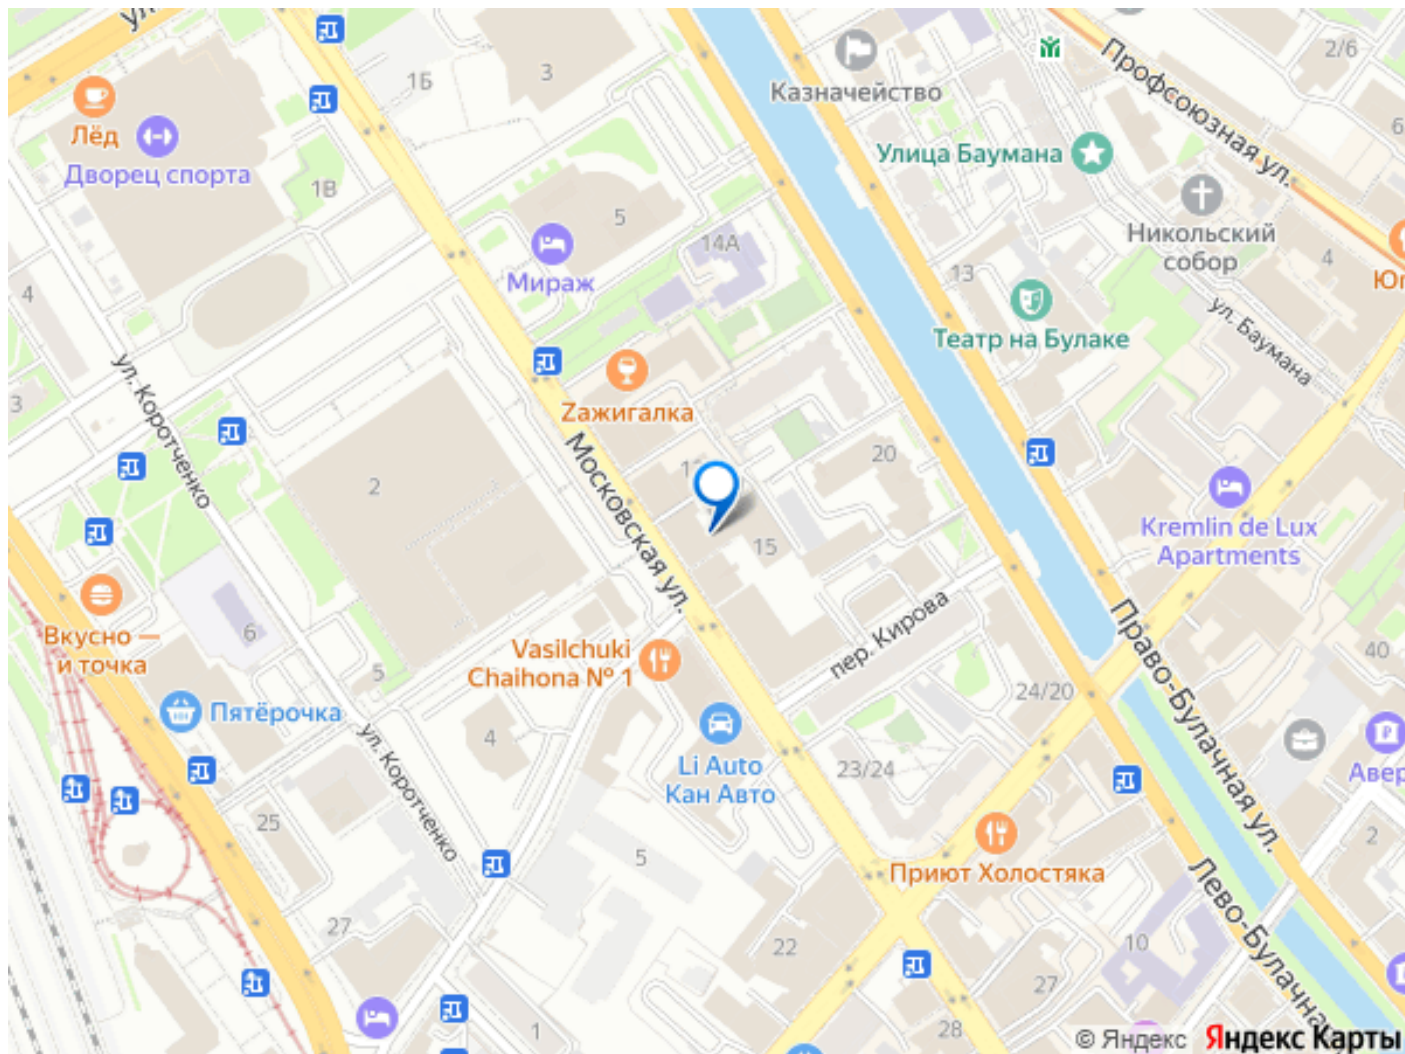 ул.
1Б
3
Казначейство
Профсоюзная ул.
2/6
Лёд
Дворец спорта
1В
Улица Баумана
6
5
14А
Мираж
Никольский
собор
4
13
4
Театр на Булаке
ул. Баумана
3
ул. Коротченко
Zажигалка
Московская ул.
20
2
15
Kremlin de Lux
Apartments
Вкусно —
и точка
6
5
Vasilchuki
Chaihona № 1
пер. Кирова
Право-Булачная ул.
40
24/20
Пятёрочка
4
ул. Коротченко
Li Auto
Кан Авто
23/24
25
5
Приют Холостяка
2
Лево-Булачная
27
22
10
27
1
28
© Яндекс Яндекс Карты